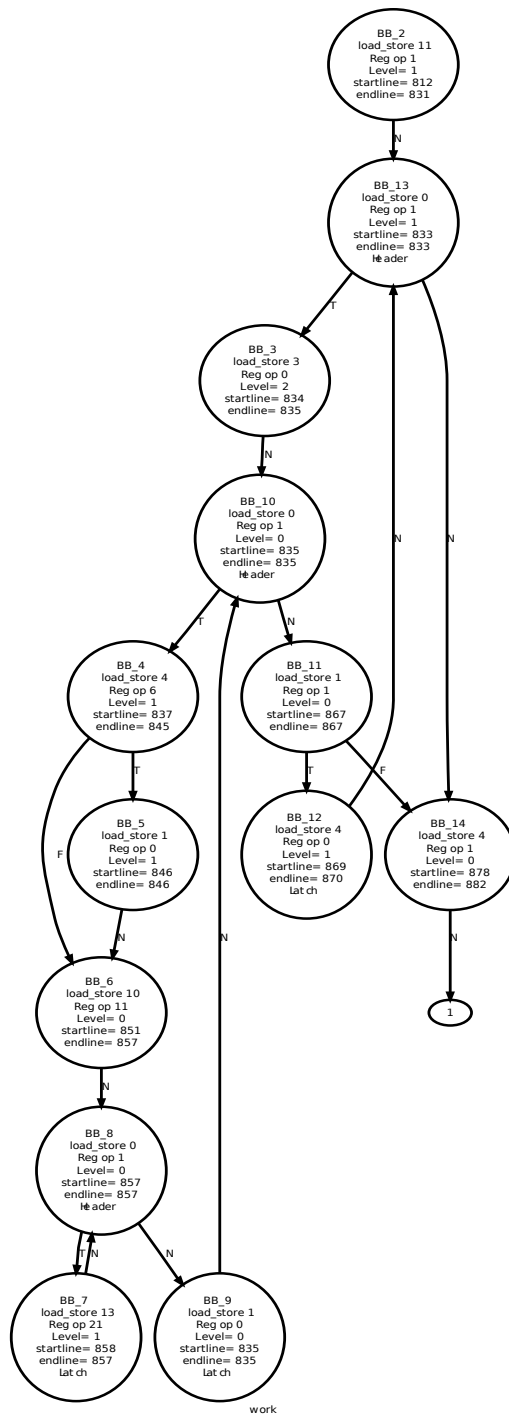 BB_2
load_store 11
Reg op 1
Level= 1
startline= 812
endline= 831
N
BB_13
load_store 0
Reg op 1
Level= 1
startline= 833
endline= 833
Header
T
BB_3
load_store 3
Reg op 0
Level= 2
startline= 834
endline= 835
N
BB_10
load_store 0
Reg op 1
Level= 0
startline= 835
endline= 835
Header
N
N
T
N
BB_4
load_store 4
Reg op 6
Level= 1
startline= 837
endline= 845
BB_11
load_store 1
Reg op 1
Level= 0
startline= 867
endline= 867
T
T
F
BB_5
load_store 1
Reg op 0
Level= 1
startline= 846
endline= 846
BB_12
load_store 4
Reg op 0
Level= 1
startline= 869
endline= 870
Latch
BB_14
load_store 4
Reg op 1
Level= 0
startline= 878
endline= 882
F
N
N
N
BB_6
load_store 10
Reg op 11
Level= 0
startline= 851
endline= 857
1
N
BB_8
load_store 0
Reg op 1
Level= 0
startline= 857
endline= 857
Header
T
N
N
BB_7
load_store 13
Reg op 21
Level= 1
startline= 858
endline= 857
Latch
BB_9
load_store 1
Reg op 0
Level= 0
startline= 835
endline= 835
Latch
work